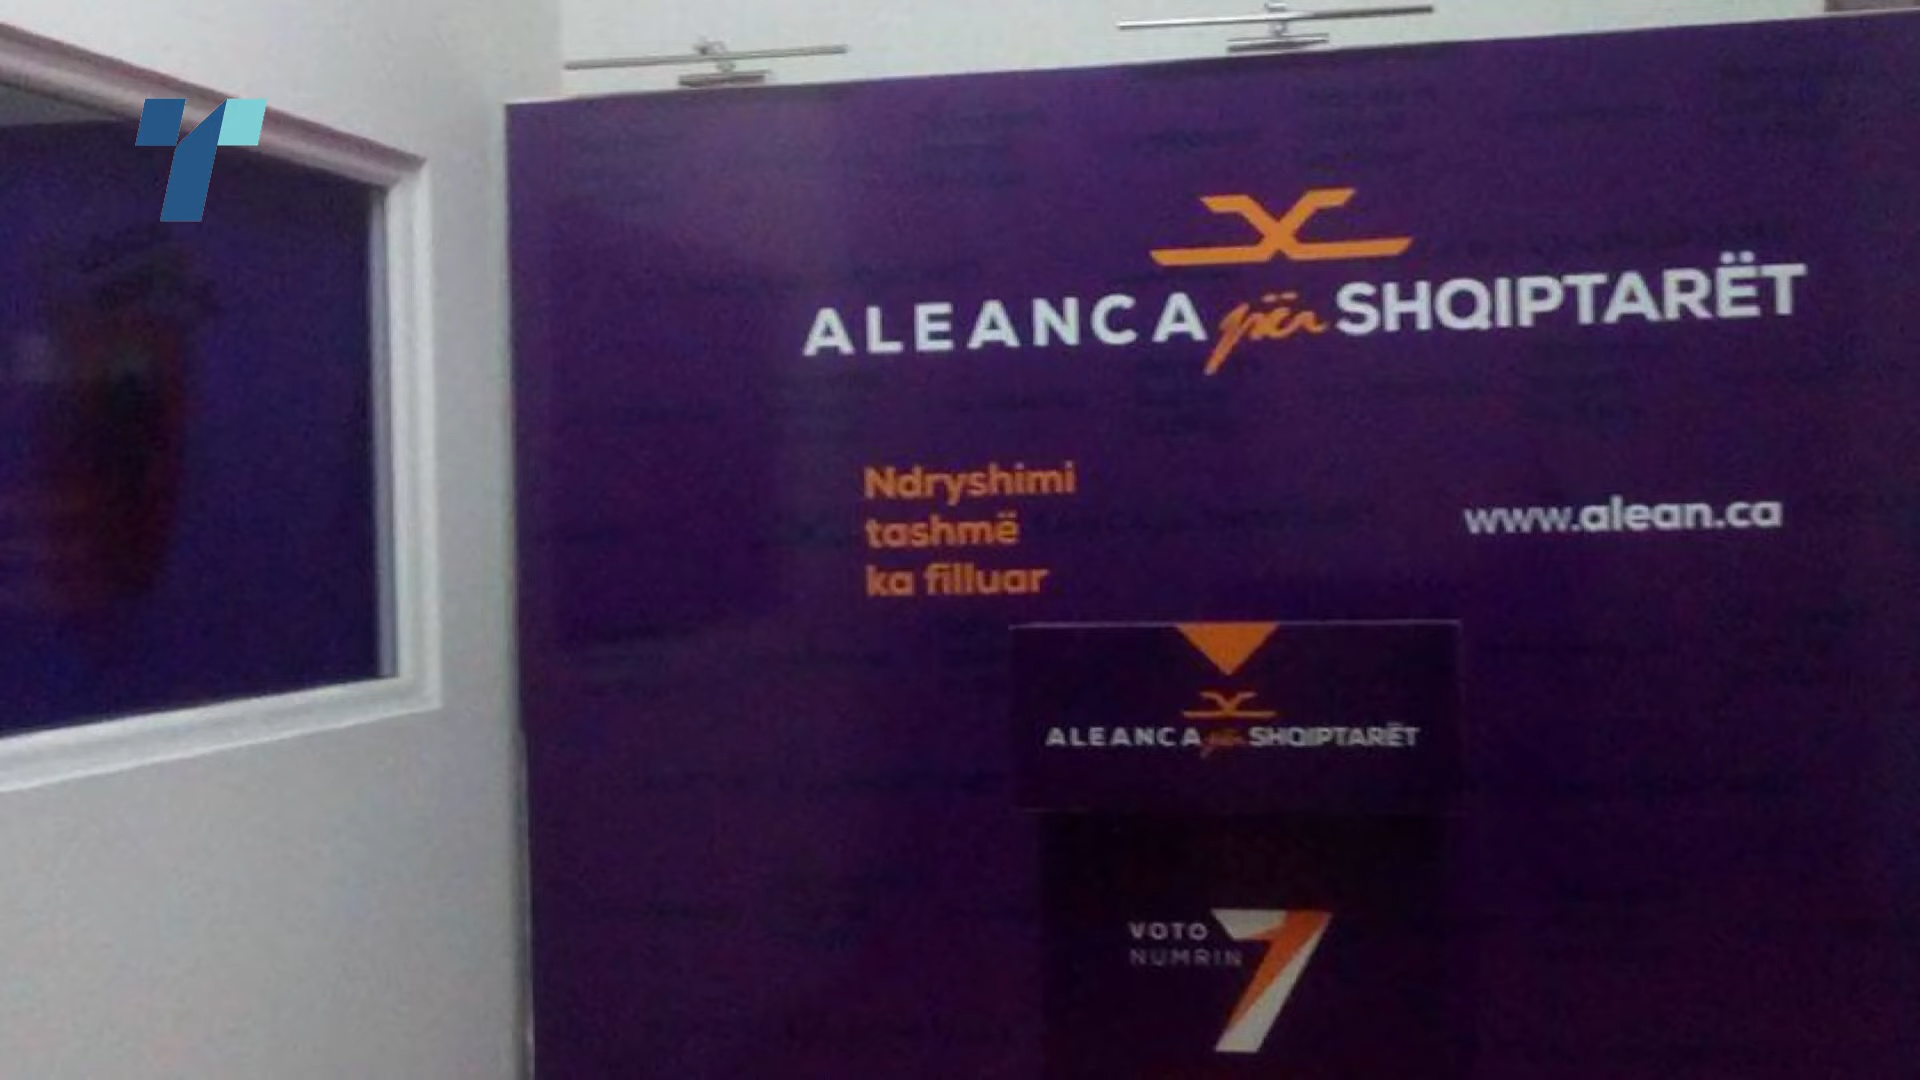 ALEANCA për SHQIPTARËT
Ndryshimi
tashmë
ka filluar
www.alean.ca
ALEANCA për SHQIPTARËT
VOTO
NUMRIN 7